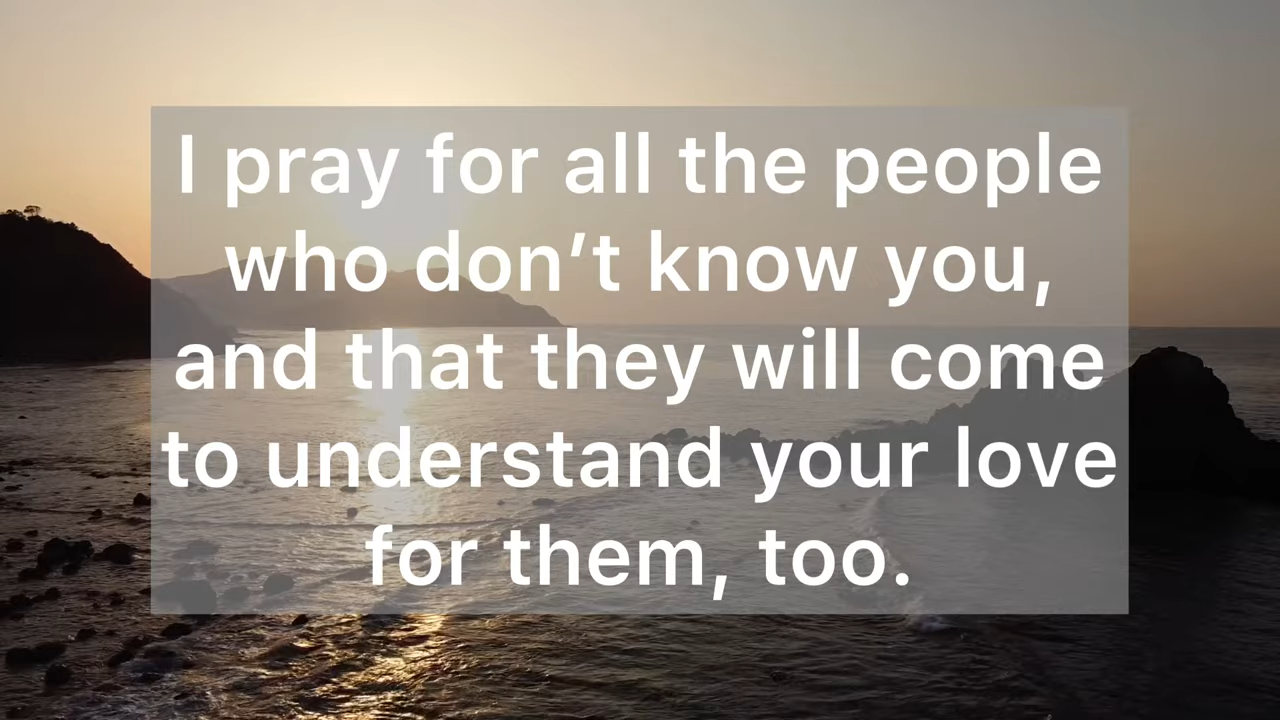 I pray for all the people
who don’t know you,
and that they will come
to understand your love
for them, too.